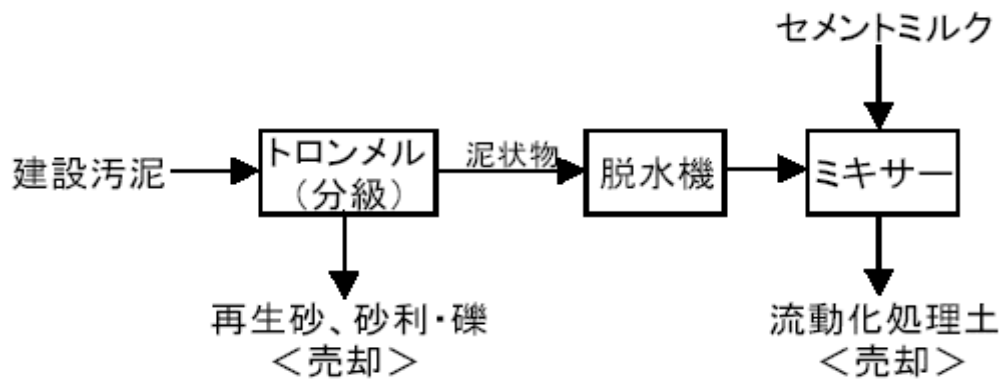 セメントミルク
建設汚泥
トロンメル
（分級）
泥状物
脱水機
ミキサー
再生砂、砂利・礫
＜売却＞
流動化処理土
＜売却＞